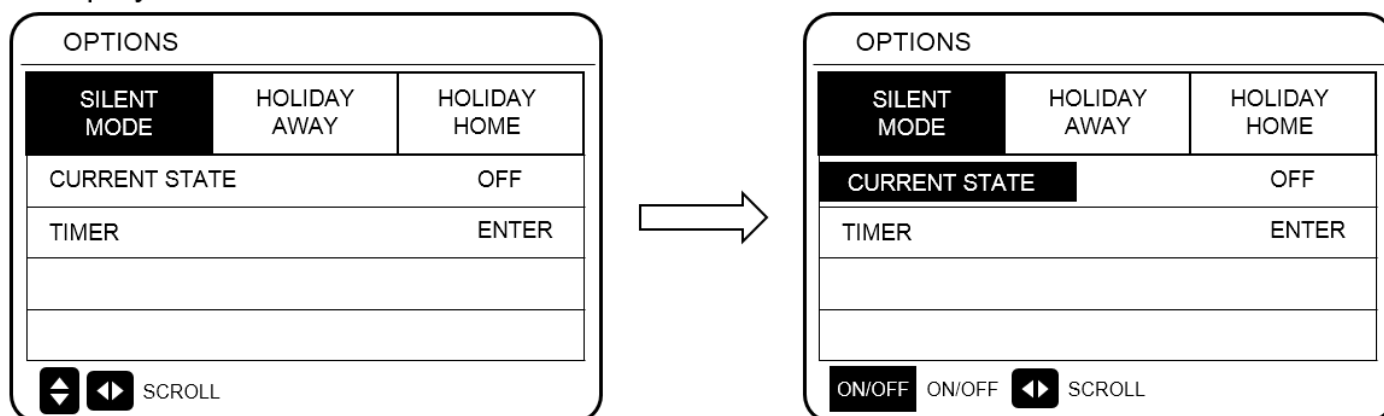 OPTIONS
SILENT MODE
HOLIDAY AWAY
HOLIDAY HOME
CURRENT STATE OFF
TIMER ENTER
SCROLL
OPTIONS
SILENT MODE
HOLIDAY AWAY
HOLIDAY HOME
CURRENT STATE OFF
TIMER ENTER
ON/OFF ON/OFF SCROLL